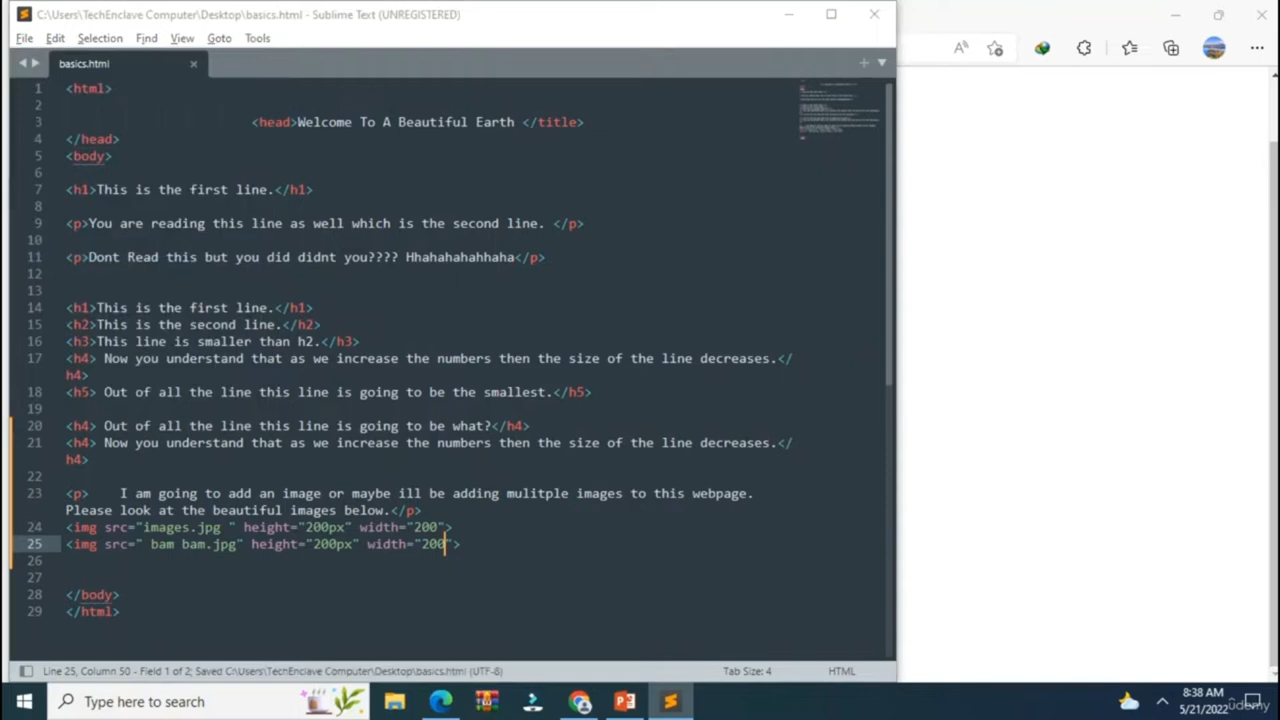 C:\Users\TechEnclave Computer\Desktop\basics.html - Sublime Text (UNREGISTERED)
File Edit Selection Find View Goto Tools
basics.html
1 <html>
2
3 <head>Welcome To A Beautiful Earth </title>
4 </head>
5 <body>
6
7 <h1>This is the first line.</h1>
8
9 <p>You are reading this line as well which is the second line. </p>
10
11 <p>Dont Read this but you did didnt you???? Hhahahahahhaha</p>
12
13
14 <h1>This is the first line.</h1>
15 <h2>This is the second line.</h2>
16 <h3>This line is smaller than h2.</h3>
17 <h4> Now you understand that as we increase the numbers then the size of the line decreases.</
h4>
18 <h5> Out of all the line this line is going to be the smallest.</h5>
19
20 <h4> Out of all the line this line is going to be what?</h4>
21 <h4> Now you understand that as we increase the numbers then the size of the line decreases.</
h4>
22
23 <p>    I am going to add an image or maybe ill be adding mulitple images to this webpage.
Please look at the beautiful images below.</p>
24 <img src="images.jpg " height="200px" width="200">
25 <img src=" bam bam.jpg" height="200px" width="200">
26
27
28 </body>
29 </html>
Line 25, Column 50 - Field 1 of 2; Saved C:\Users\TechEnclave Computer\Desktop\basics.html (UTF-8)
Tab Size: 4
HTML
Type here to search
8:38 AM
5/21/2022
ûdemy